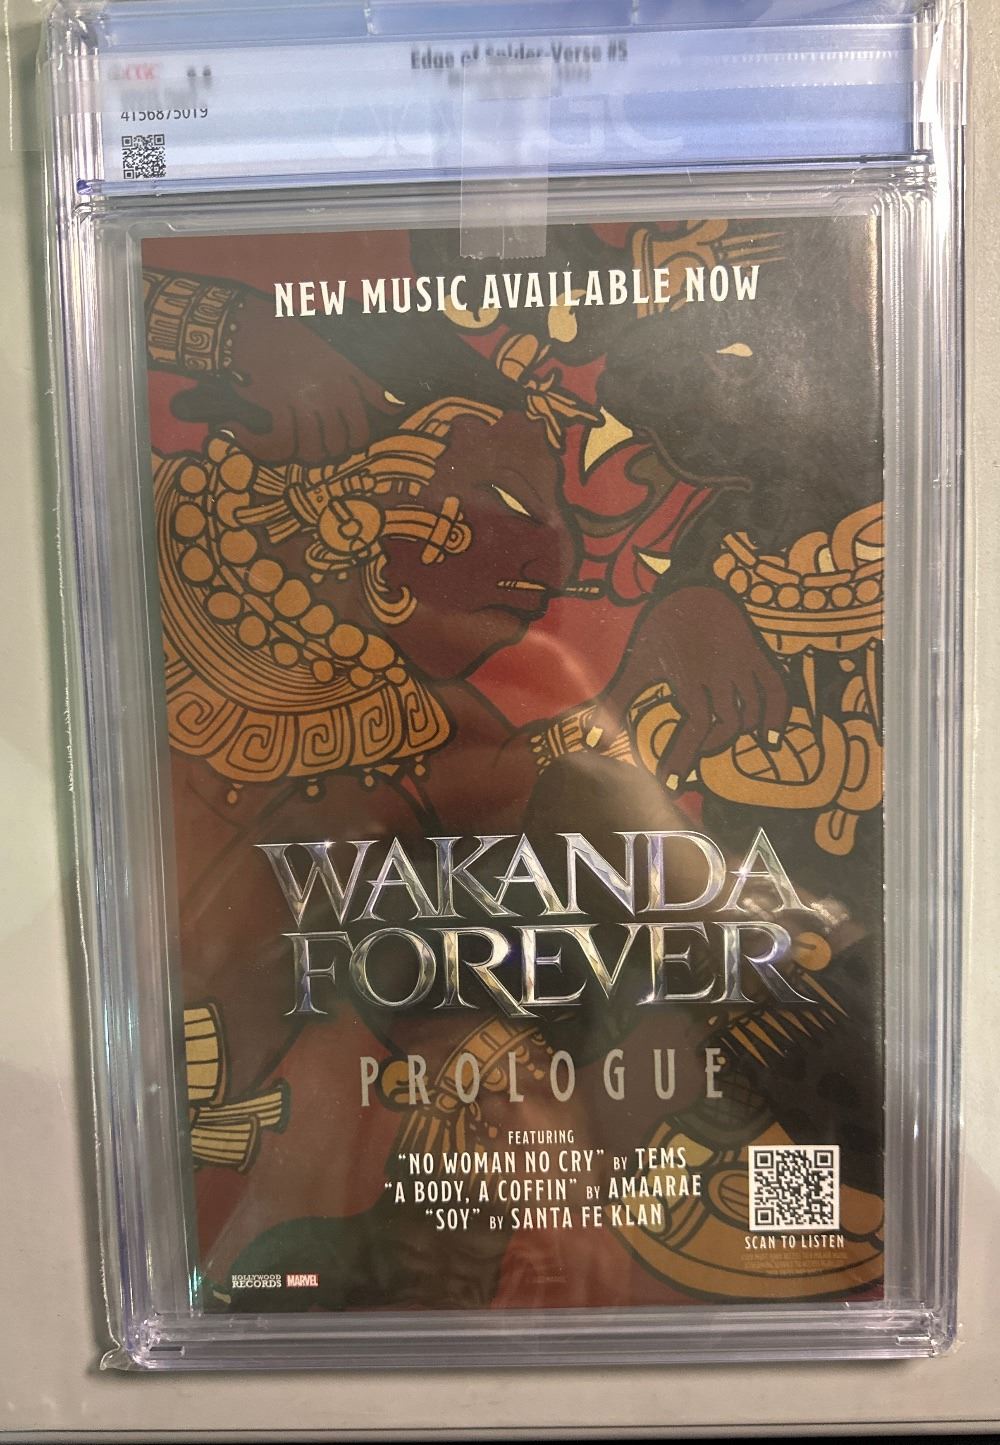 Edge of Spider-Verse #5
4156875019
NEW MUSIC AVAILABLE NOW
WAKANDA
FOREVER
PROLOGUE
FEATURING
"NO WOMAN NO CRY" BY TEMS
"A BODY, A COFFIN" BY AMAARAE
"SOY" BY SANTA FE KLAN
SCAN TO LISTEN
HOLLYWOOD
RECORDS MARVEL